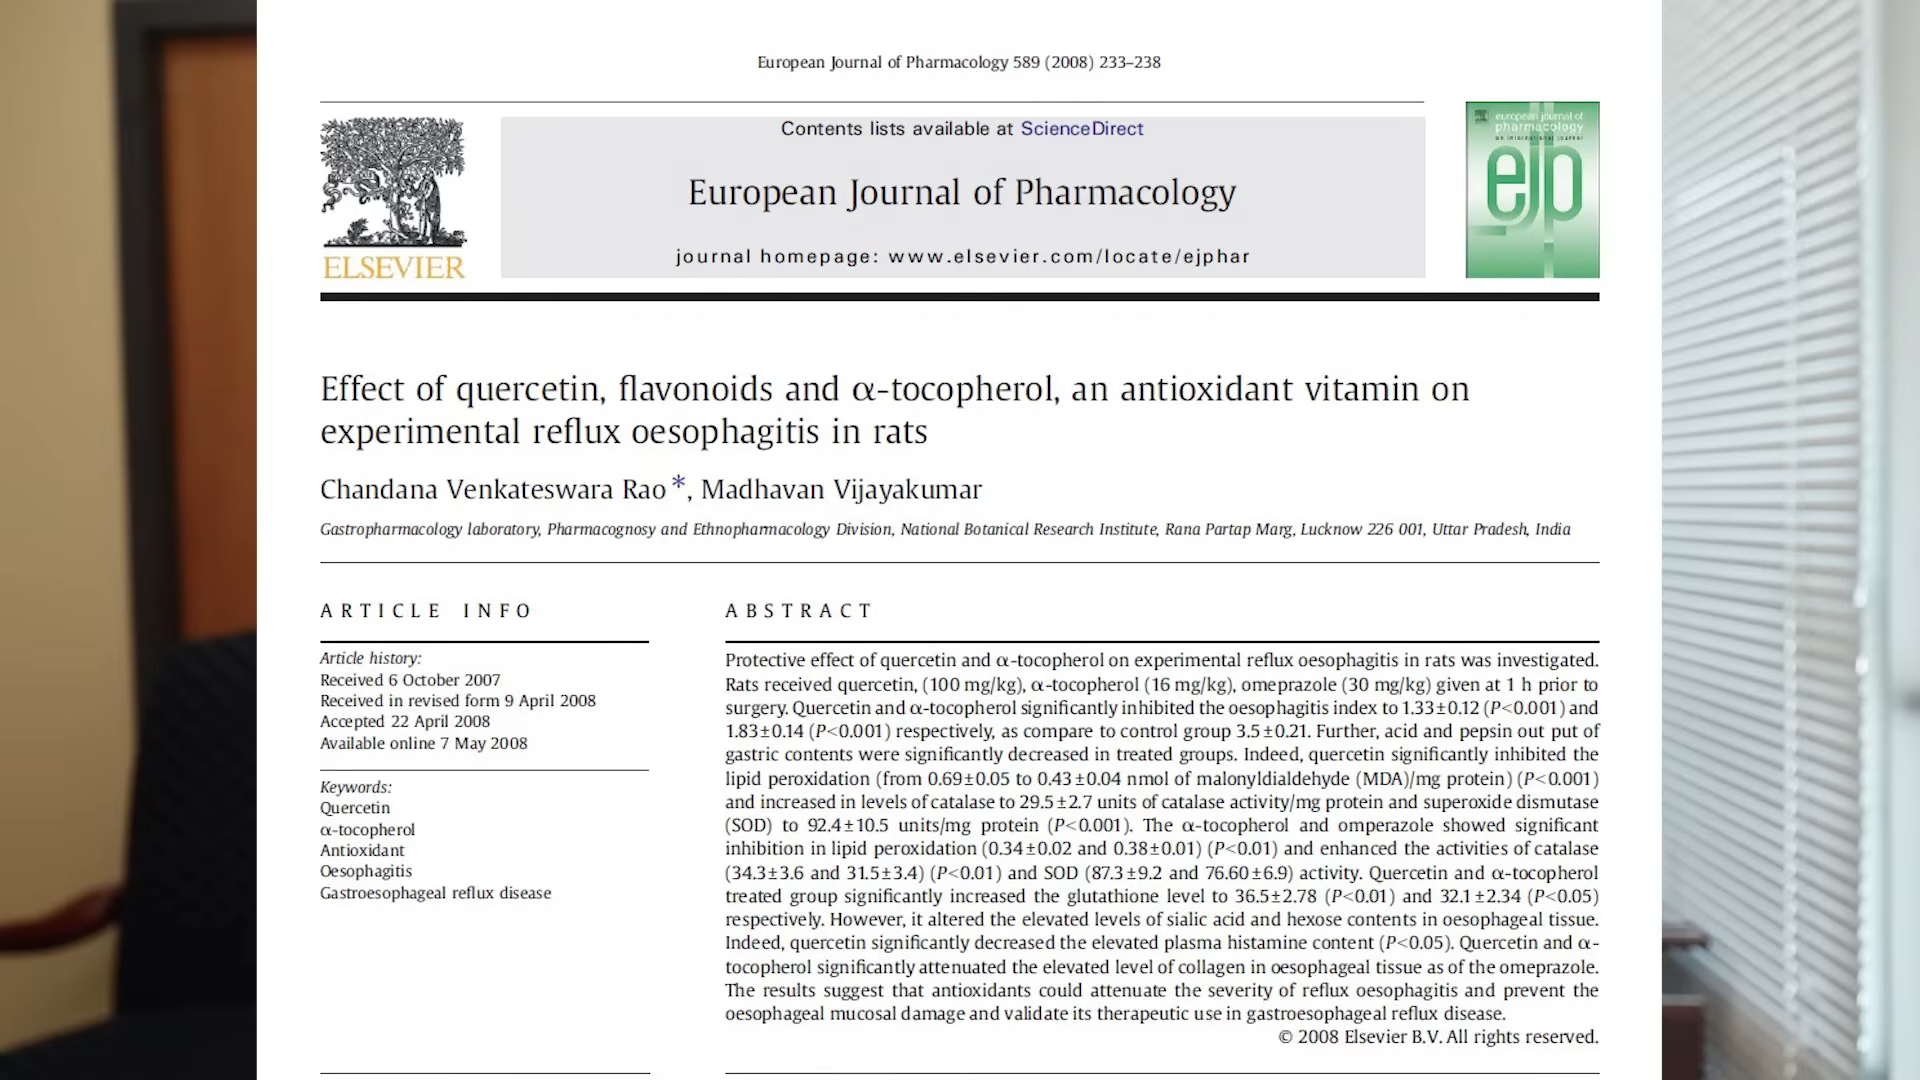 European Journal of Pharmacology 589 (2008) 233–238
Contents lists available at ScienceDirect
European Journal of Pharmacology
journal homepage: www.elsevier.com/locate/ejphar
ELSEVIER
european journal of
pharmacology
an international journal
ejp
Effect of quercetin, flavonoids and α-tocopherol, an antioxidant vitamin on
experimental reflux oesophagitis in rats
Chandana Venkateswara Rao *, Madhavan Vijayakumar
Gastropharmacology laboratory, Pharmacognosy and Ethnopharmacology Division, National Botanical Research Institute, Rana Partap Marg, Lucknow 226 001, Uttar Pradesh, India
ARTICLE INFO
Article history:
Received 6 October 2007
Received in revised form 9 April 2008
Accepted 22 April 2008
Available online 7 May 2008
Keywords:
Quercetin
α-tocopherol
Antioxidant
Oesophagitis
Gastroesophageal reflux disease
ABSTRACT
Protective effect of quercetin and α-tocopherol on experimental reflux oesophagitis in rats was investigated.
Rats received quercetin, (100 mg/kg), α-tocopherol (16 mg/kg), omeprazole (30 mg/kg) given at 1 h prior to
surgery. Quercetin and α-tocopherol significantly inhibited the oesophagitis index to 1.33±0.12 (P<0.001) and
1.83±0.14 (P<0.001) respectively, as compare to control group 3.5±0.21. Further, acid and pepsin out put of
gastric contents were significantly decreased in treated groups. Indeed, quercetin significantly inhibited the
lipid peroxidation (from 0.69±0.05 to 0.43±0.04 nmol of malonyldialdehyde (MDA)/mg protein) (P<0.001)
and increased in levels of catalase to 29.5±2.7 units of catalase activity/mg protein and superoxide dismutase
(SOD) to 92.4±10.5 units/mg protein (P<0.001). The α-tocopherol and omperazole showed significant
inhibition in lipid peroxidation (0.34±0.02 and 0.38±0.01) (P<0.01) and enhanced the activities of catalase
(34.3±3.6 and 31.5±3.4) (P<0.01) and SOD (87.3±9.2 and 76.60±6.9) activity. Quercetin and α-tocopherol
treated group significantly increased the glutathione level to 36.5±2.78 (P<0.01) and 32.1±2.34 (P<0.05)
respectively. However, it altered the elevated levels of sialic acid and hexose contents in oesophageal tissue.
Indeed, quercetin significantly decreased the elevated plasma histamine content (P<0.05). Quercetin and α-
tocopherol significantly attenuated the elevated level of collagen in oesophageal tissue as of the omeprazole.
The results suggest that antioxidants could attenuate the severity of reflux oesophagitis and prevent the
oesophageal mucosal damage and validate its therapeutic use in gastroesophageal reflux disease.
© 2008 Elsevier B.V. All rights reserved.